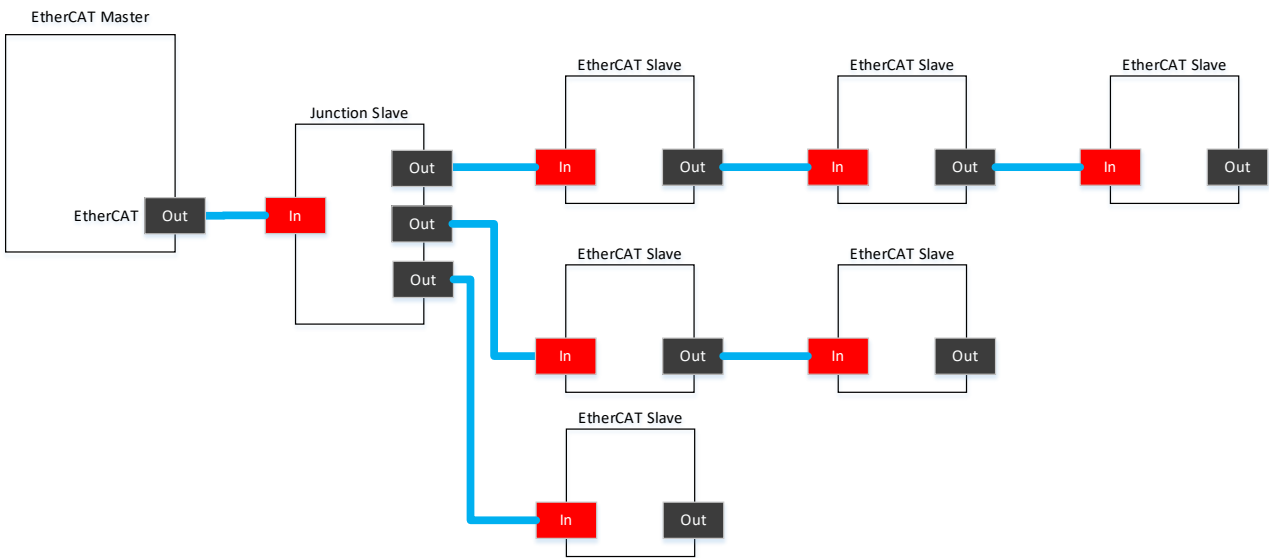 EtherCAT Master
EtherCAT Slave
EtherCAT Slave
EtherCAT Slave
Junction Slave
Out
In
Out
In
Out
In
Out
EtherCAT
Out
In
Out
Out
EtherCAT Slave
EtherCAT Slave
In
Out
In
Out
EtherCAT Slave
In
Out